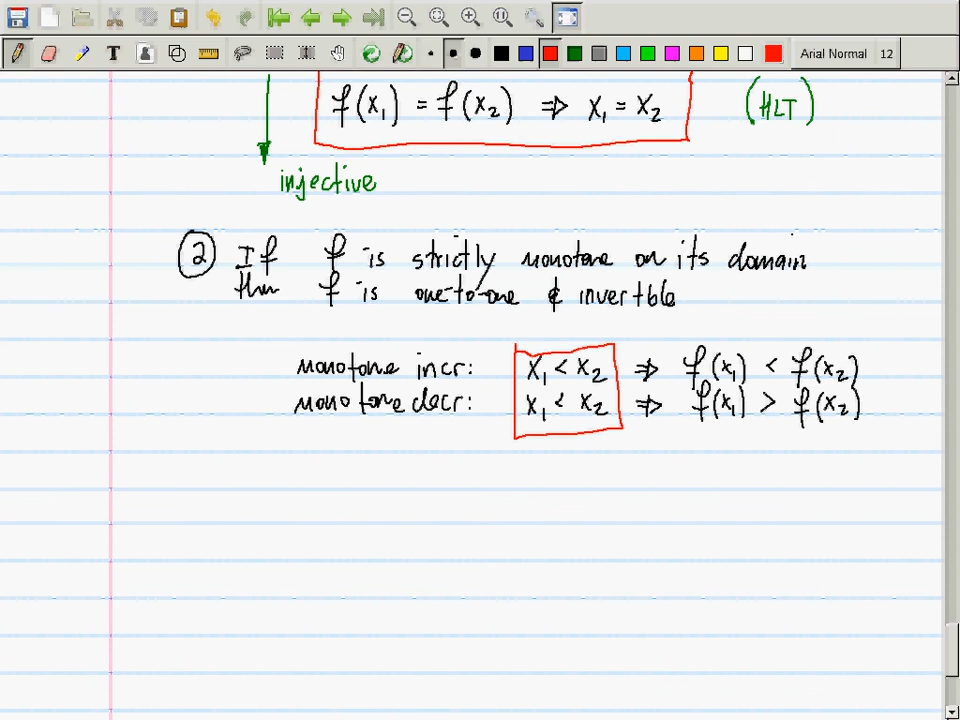 Arial Normal 12
f(x₁) = f(x₂) ⇒ x₁ = x₂ (HLT)
injective
② If f is strictly monotone on its domain
then f is one-to-one & invertible
monotone incr: x₁ < x₂ ⇒ f(x₁) < f(x₂)
monotone decr: x₁ < x₂ ⇒ f(x₁) > f(x₂)